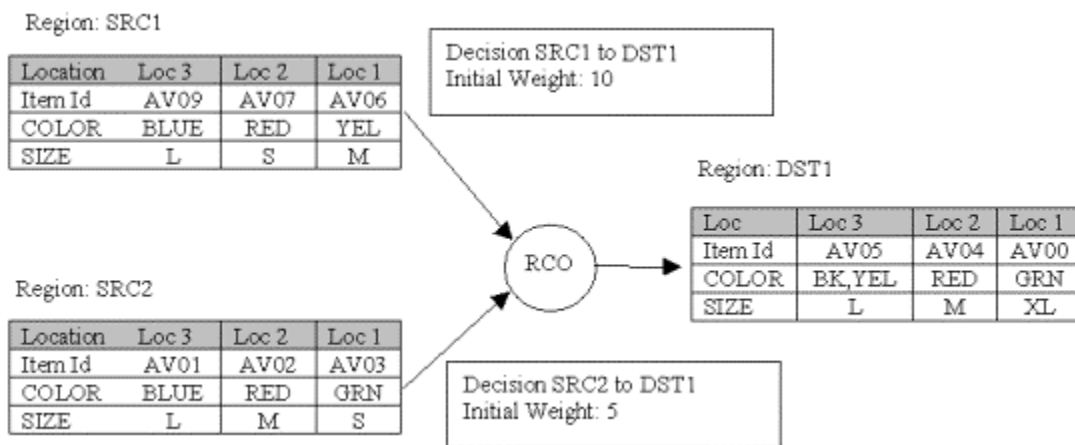 Region: SRC1
Location Loc 3 Loc 2 Loc 1
Item Id AV09 AV07 AV06
COLOR BLUE RED YEL
SIZE L S M
Decision SRC1 to DST1
Initial Weight: 10
Region: DST1
Loc Loc 3 Loc 2 Loc 1
Item Id AV05 AV04 AV00
COLOR BK,YEL RED GRN
SIZE L M XL
RCO
Region: SRC2
Location Loc 3 Loc 2 Loc 1
Item Id AV01 AV02 AV03
COLOR BLUE RED GRN
SIZE L M S
Decision SRC2 to DST1
Initial Weight: 5